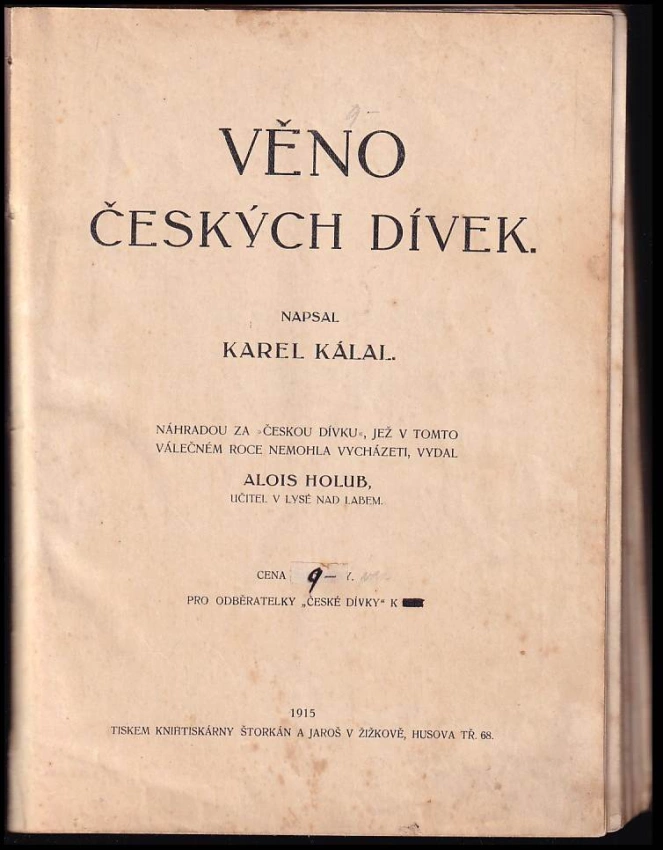 9-
VĚNO
ČESKÝCH DÍVEK.
NAPSAL
KAREL KÁLAL.
NÁHRADOU ZA »ČESKOU DÍVKU«, JEŽ V TOMTO
VÁLEČNÉM ROCE NEMOHLA VYCHÁZETI, VYDAL
ALOIS HOLUB,
UČITEL V LYSÉ NAD LABEM.
CENA 9-
PRO ODBĚRATELKY „ČESKÉ DÍVKY“ K
1915
TISKEM KNIHTISKÁRNY ŠTORKÁN A JAROŠ V ŽIŽKOVĚ, HUSOVA TŘ. 68.